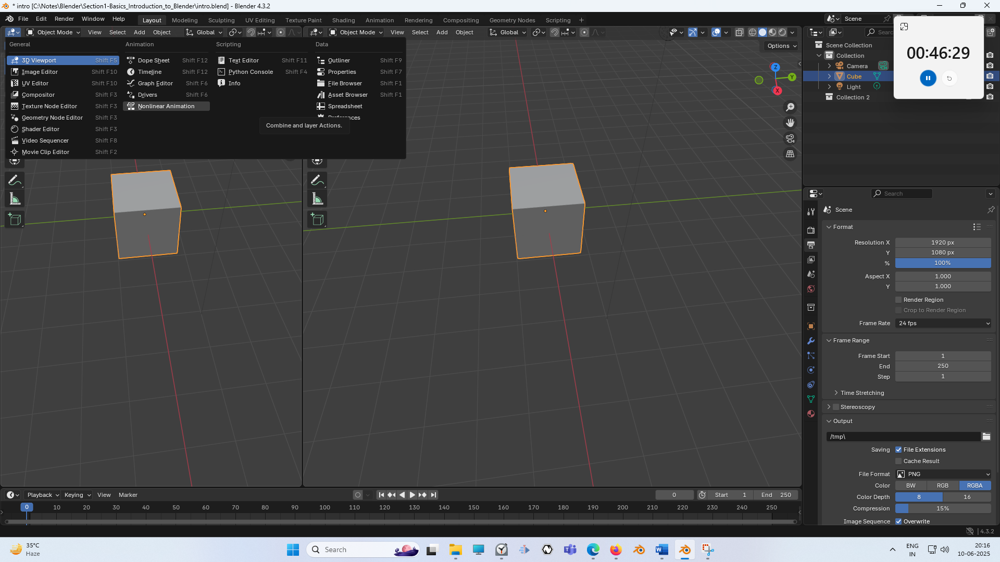 * intro [C:\Notes\Blender\Section1-Basics_Introduction_to_Blender\intro.blend] - Blender 4.3.2
File Edit Render Window Help Layout Modeling Sculpting UV Editing Texture Paint Shading Animation Rendering Compositing Geometry Nodes Scripting + Scene
Object Mode View Select Add Object Global
Object Mode View Select Add Object Global
Options
General
3D Viewport Shift F5
Image Editor Shift F10
UV Editor Shift F10
Compositor Shift F3
Texture Node Editor Shift F3
Geometry Node Editor Shift F3
Shader Editor Shift F3
Video Sequencer Shift F8
Movie Clip Editor Shift F2
Animation
Dope Sheet Shift F12
Timeline Shift F12
Graph Editor Shift F6
Drivers Shift F6
Nonlinear Animation
Scripting
Text Editor Shift F11
Python Console Shift F4
Info
Data
Outliner Shift F9
Properties Shift F7
File Browser Shift F1
Asset Browser Shift F1
Spreadsheet
Preferences
Combine and layer Actions.
Z
Y
X
Scene Collection
Collection
Camera
Cube
Light
Collection 2
00:46:29
Search
Scene
Format
Resolution X 1920 px
Y 1080 px
% 100%
Aspect X 1.000
Y 1.000
Render Region
Crop to Render Region
Frame Rate 24 fps
Frame Range
Frame Start 1
End 250
Step 1
Time Stretching
Stereoscopy
Output
/tmp\
Saving File Extensions
Cache Result
File Format PNG
Color BW RGB RGBA
Color Depth 8 16
Compression 15%
Image Sequence Overwrite
Playback Keying View Marker 0 Start 1 End 250
0 10 20 30 40 50 60 70 80 90 100 110 120 130 140 150 160 170 180 190 200 210 220 230 240 250
4.3.2
35°C
Haze
Search
ENG
IN
20:16
10-06-2025